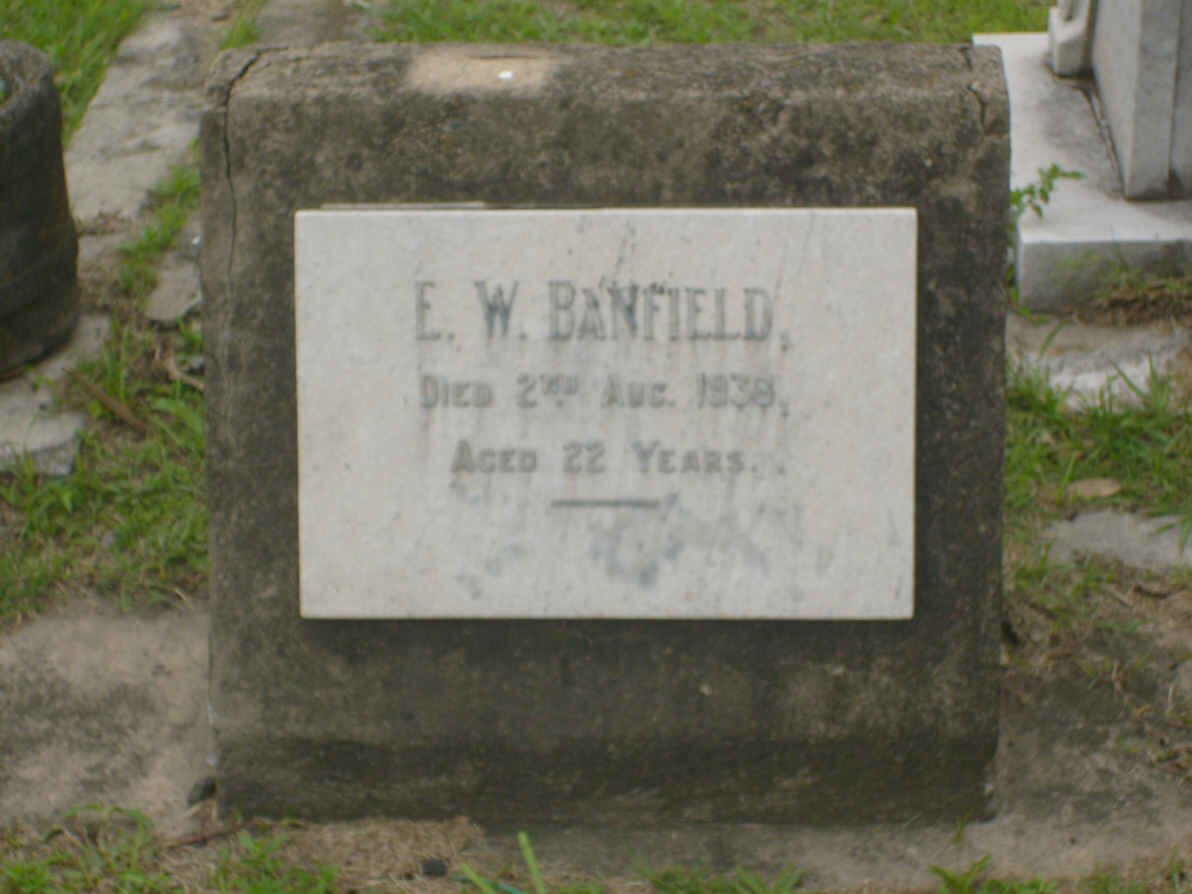 E. W. BANFIELD,
DIED 2ND AUG. 1938,
AGED 22 YEARS.